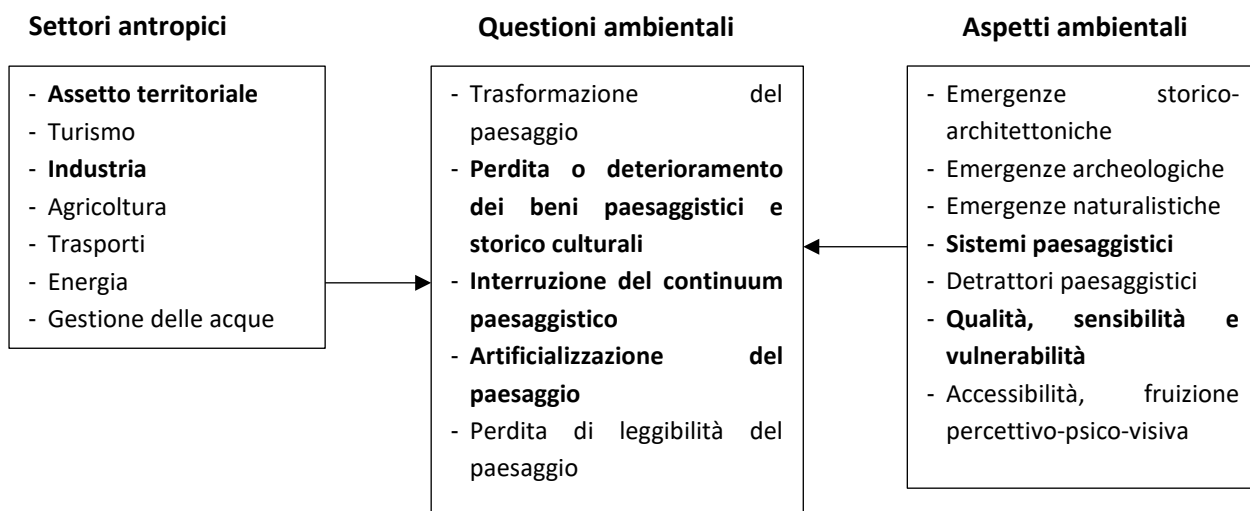 Settori antropici
- Assetto territoriale
- Turismo
- Industria
- Agricoltura
- Trasporti
- Energia
- Gestione delle acque
Questioni ambientali
- Trasformazione del
paesaggio
- Perdita o deterioramento
dei beni paesaggistici e
storico culturali
- Interruzione del continuum
paesaggistico
- Artificializzazione del
paesaggio
- Perdita di leggibilità del
paesaggio
Aspetti ambientali
- Emergenze storico-
architettoniche
- Emergenze archeologiche
- Emergenze naturalistiche
- Sistemi paesaggistici
- Detrattori paesaggistici
- Qualità, sensibilità e
vulnerabilità
- Accessibilità, fruizione
percettivo-psico-visiva